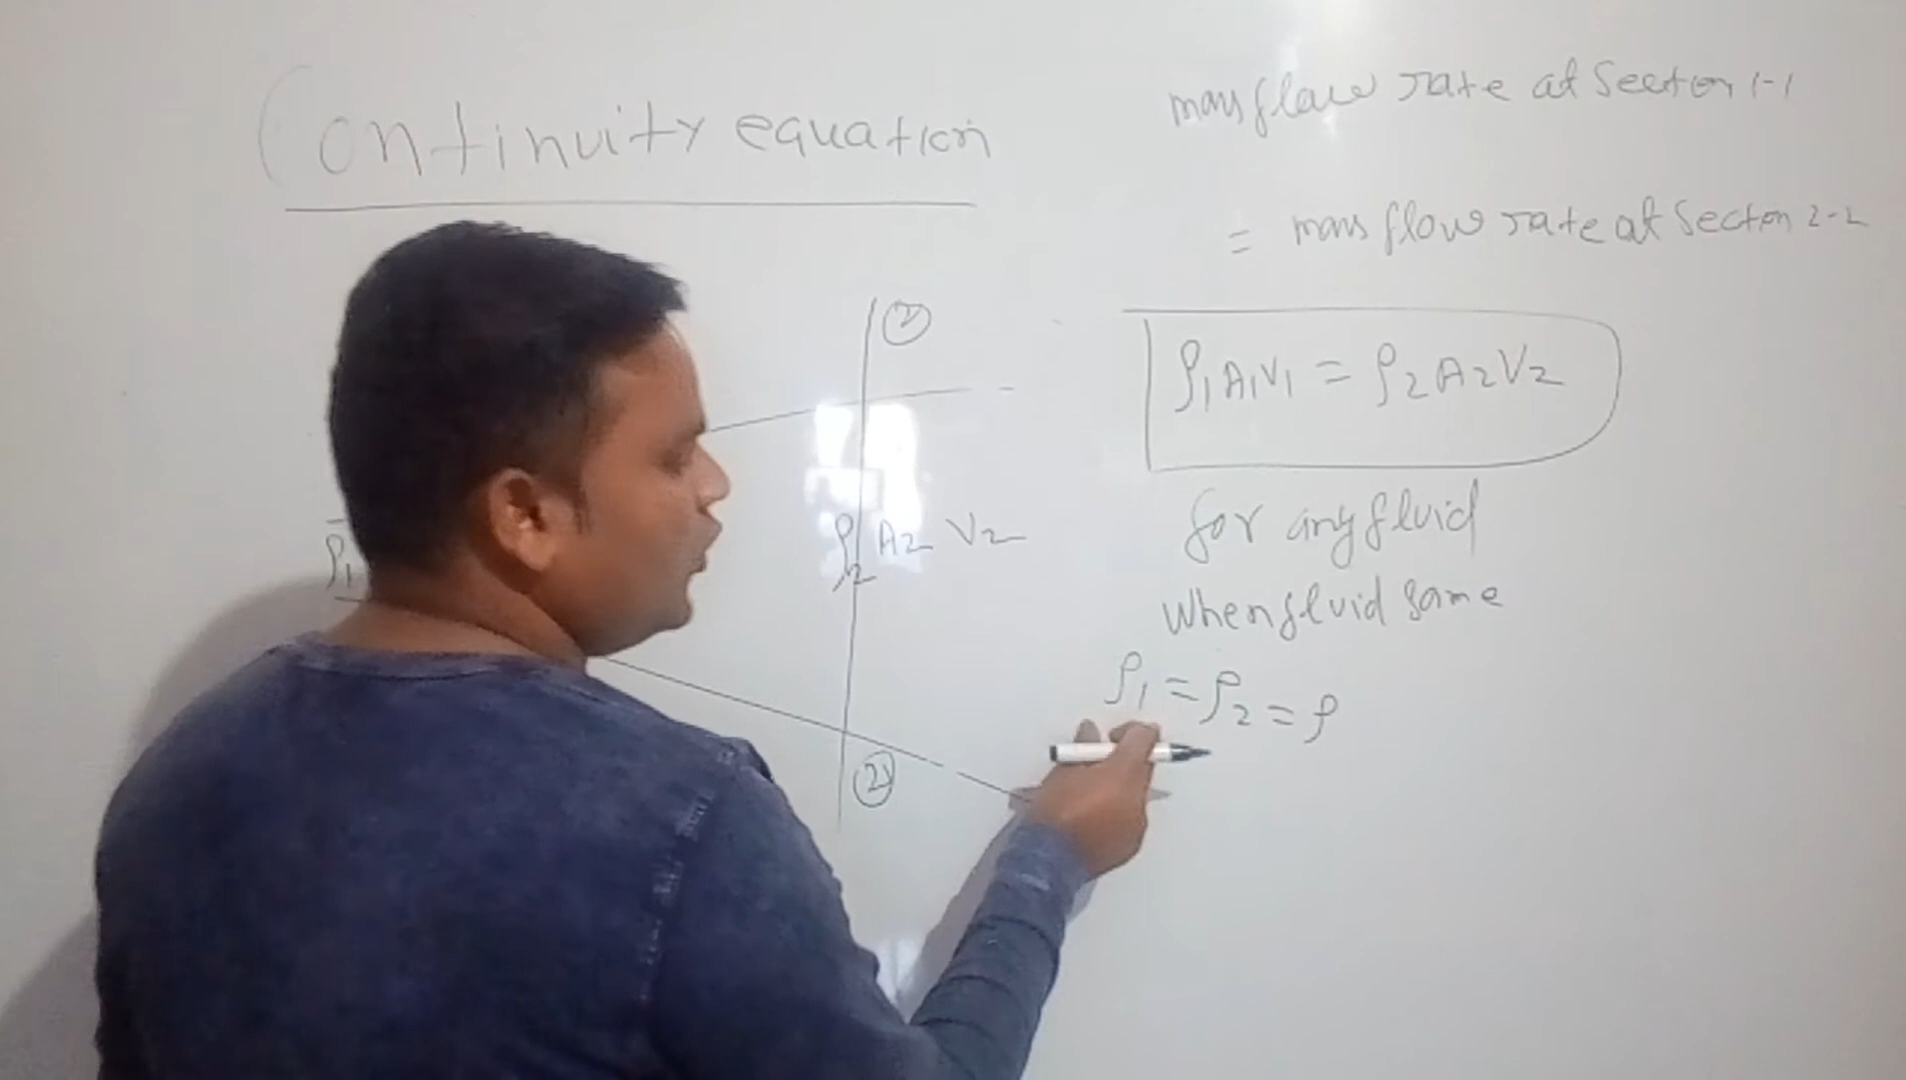 Continuity equation
mass flow rate at Section 1-1
= mass flow rate at Section 2-2
ρ1A1V1 = ρ2A2V2
for any fluid
When fluid same
ρ1 = ρ2 = ρ
2
ρ1
ρ2 A2 V2
2